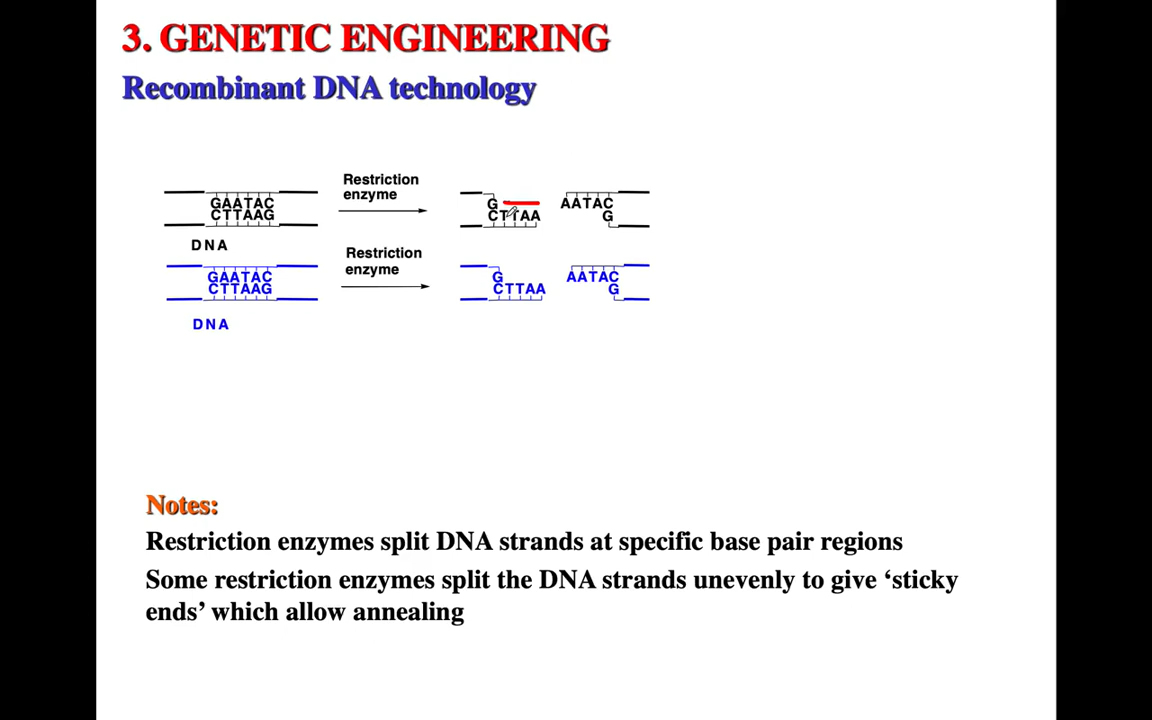 3. GENETIC ENGINEERING
Recombinant DNA technology
Restriction
enzyme
GAATAC
CTTAAG
DNA
G
CTTAA
AATAC
G
Restriction
enzyme
GAATAC
CTTAAG
DNA
G
CTTAA
AATAC
G
Notes:
Restriction enzymes split DNA strands at specific base pair regions
Some restriction enzymes split the DNA strands unevenly to give ‘sticky
ends’ which allow annealing